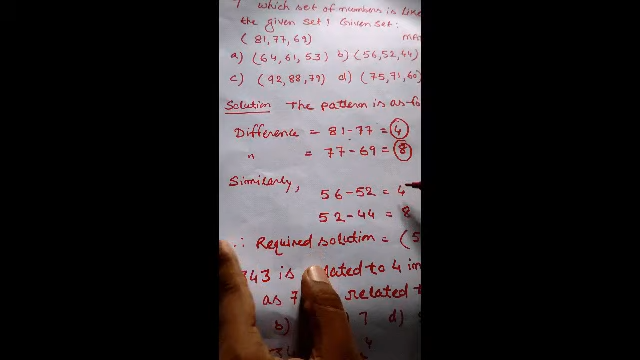 Which set of numbers is like
the given set? Given set:
(81,77,69)
a) (64,61,53) b) (56,52,44)
c) (92,88,79) d) (75,71,60
Solution The pattern is as fo
Difference = 81-77 = 4
" = 77-69 = 8
Similarly,
56-52 = 4
52-44 = 8
∴ Required solution = (5
343 is related to 4 in
as 7 related t
b) 7 d)